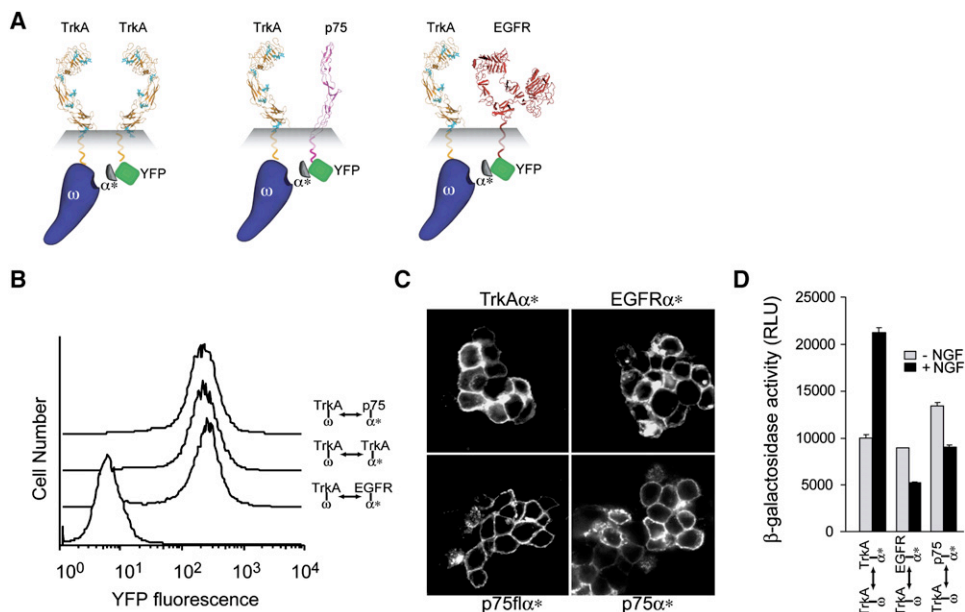 A
TrkA TrkA
ω α* YFP
TrkA p75
ω α* YFP
TrkA EGFR
ω α* YFP
B
Cell Number
TrkA p75
ω α*
TrkA TrkA
ω α*
TrkA EGFR
ω α*
10⁰ 10¹ 10² 10³ 10⁴
YFP fluorescence
C
TrkAα* EGFRα*
p75flα* p75α*
D
β-galactosidase activity (RLU)
25000
20000
15000
10000
5000
0
- NGF
+ NGF
TrkA α*
TrkA ω
EGFR α*
TrkA ω
p75 α*
TrkA ω